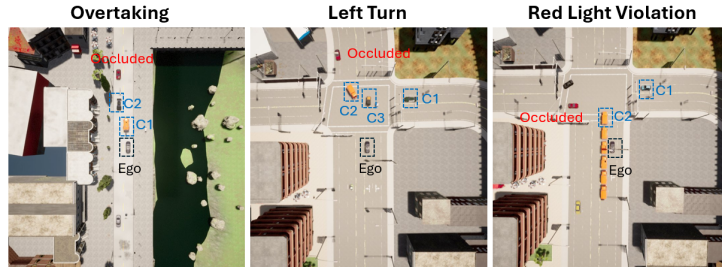 Overtaking
Occluded
C2
C1
Ego
Left Turn
Occluded
C1
C2
C3
Ego
Red Light Violation
C1
Occluded
C2
Ego